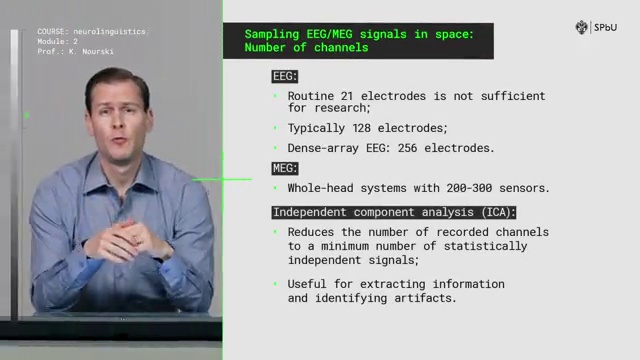 COURSE: neurolinguistics
Module: 2
Prof.: K. Nourski
Sampling EEG/MEG signals in space:
Number of channels
SPbU
EEG:
Routine 21 electrodes is not sufficient
for research;
Typically 128 electrodes;
Dense-array EEG: 256 electrodes.
MEG:
Whole-head systems with 200-300 sensors.
Independent component analysis (ICA):
Reduces the number of recorded channels
to a minimum number of statistically
independent signals;
Useful for extracting information
and identifying artifacts.